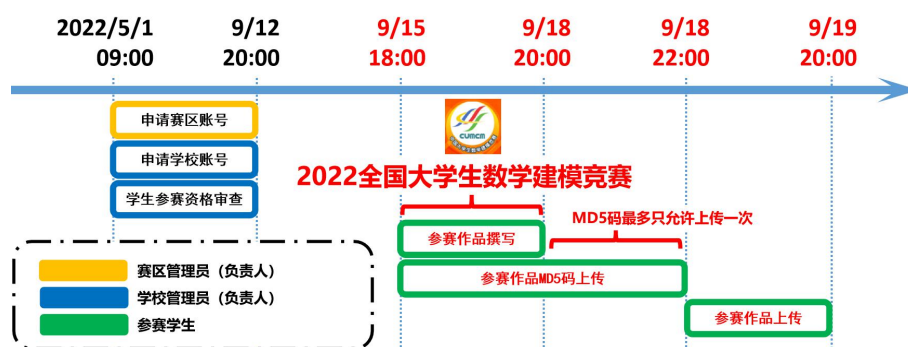 2022/5/1 9/12 9/15 9/18 9/18 9/19
09:00 20:00 18:00 20:00 22:00 20:00
申请赛区账号
申请学校账号
CUMCM
2022全国大学生数学建模竞赛
学生参赛资格审查
MD5码最多只允许上传一次
参赛作品撰写
赛区管理员（负责人）
参赛作品MD5码上传
学校管理员（负责人）
参赛学生
参赛作品上传